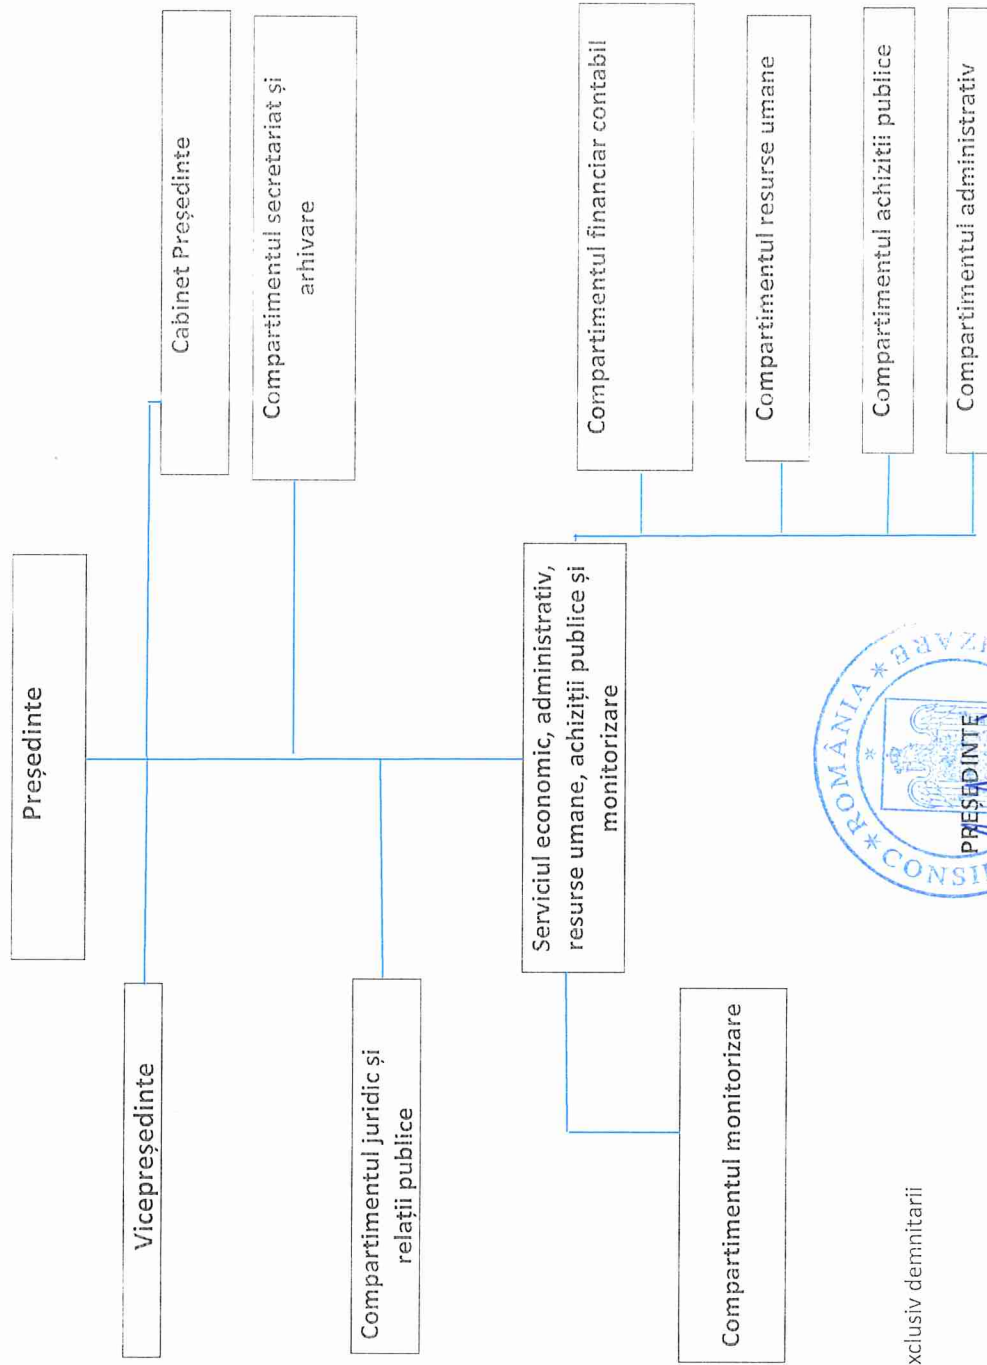 Președinte
Vicepreședinte
Cabinet Președinte
Compartimentul secretariat și
arhivare
Compartimentul juridic și
relații publice
Serviciul economic, administrativ,
resurse umane, achiziții publice și
monitorizare
Compartimentul monitorizare
Compartimentul financiar contabil
Compartimentul resurse umane
Compartimentul achizitii publice
Compartimentul administrativ
xclusiv demnitarii
* ROMÂNIA *
PREȘEDINTE